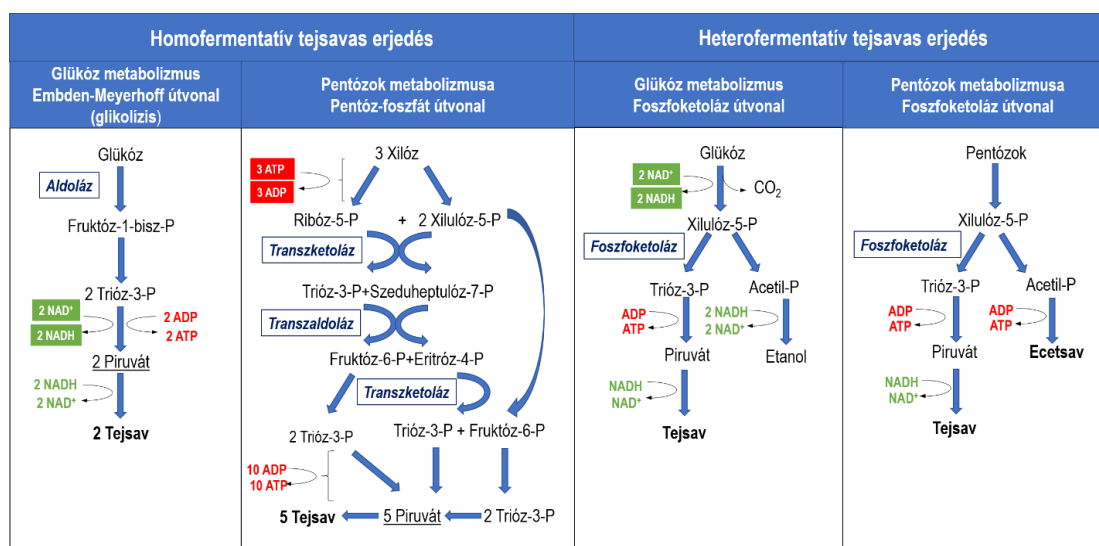 Homofermentatív tejsavas erjedés
Heterofermentatív tejsavas erjedés
Glükóz metabolizmus
Embden-Meyerhoff útvonal
(glikolízis)
Pentózok metabolizmusa
Pentóz-foszfát útvonal
Glükóz metabolizmus
Foszfoketoláz útvonal
Pentózok metabolizmusa
Foszfoketoláz útvonal
Glükóz
Aldoláz
Fruktóz-1-bisz-P
2 Trióz-3-P
2 NAD⁺
2 NADH
2 ADP
2 ATP
2 Piruvát
2 NADH
2 NAD⁺
2 Tejsav
3 Xilóz
3 ATP
3 ADP
Ribóz-5-P + 2 Xilulóz-5-P
Transzketoláz
Trióz-3-P+Szeduheptulóz-7-P
Transzaldoláz
Fruktóz-6-P+Eritróz-4-P
Transzketoláz
2 Trióz-3-P
Trióz-3-P + Fruktóz-6-P
10 ADP
10 ATP
5 Tejsav
5 Piruvát
2 Trióz-3-P
Glükóz
2 NAD⁺
2 NADH
CO₂
Xilulóz-5-P
Foszfoketoláz
Trióz-3-P
Acetil-P
ADP
ATP
2 NADH
2 NAD⁺
Piruvát
Etanol
NADH
NAD⁺
Tejsav
Pentózok
Xilulóz-5-P
Foszfoketoláz
Trióz-3-P
Acetil-P
ADP
ATP
ADP
ATP
Piruvát
Ecetsav
NADH
NAD⁺
Tejsav